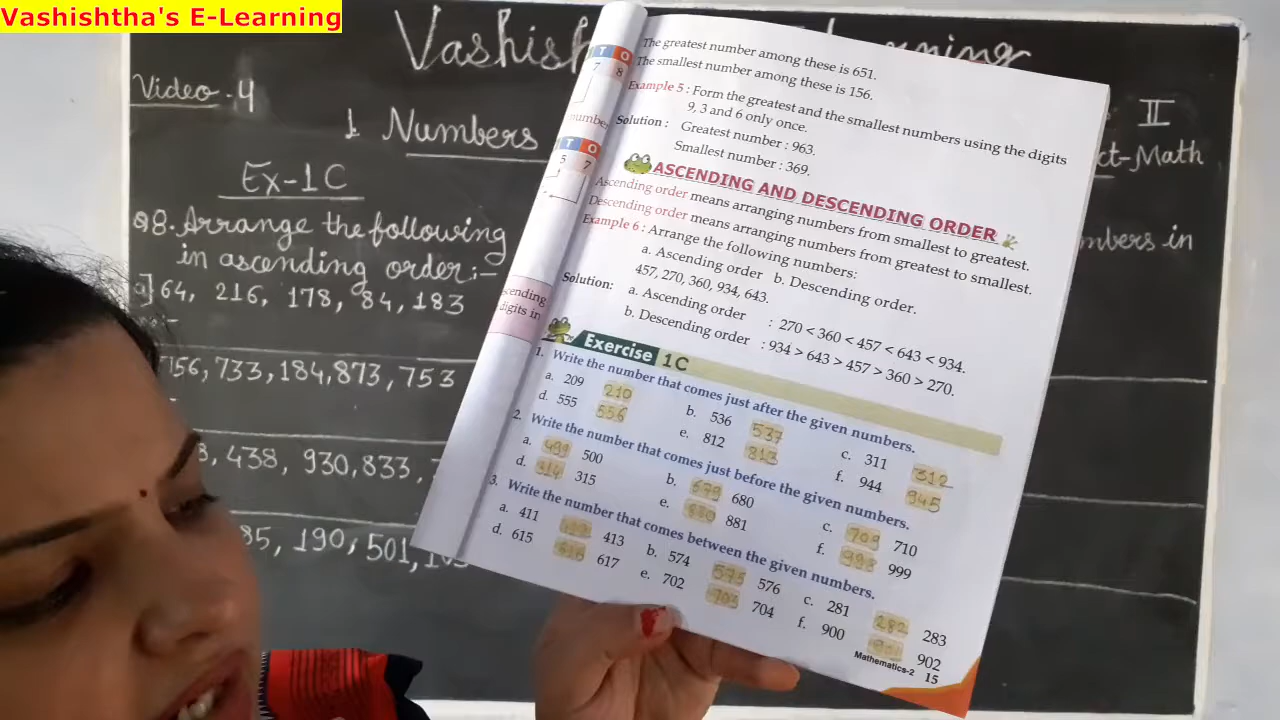 Vashishtha's E-Learning
Video-4
II
1. Numbers
ct-Math
Ex-1C
Q8. Arrange the following
in ascending order:-
mbers in
a] 64, 216, 178, 84, 183
156, 733, 184, 873, 753
3, 438, 930, 833,
85, 190, 501,
T O
7 8
number
T O
5 7
cending
digits in
The greatest number among these is 651.
The smallest number among these is 156.
Example 5 : Form the greatest and the smallest numbers using the digits
9, 3 and 6 only once.
Solution : Greatest number : 963.
Smallest number : 369.
ASCENDING AND DESCENDING ORDER
Ascending order means arranging numbers from smallest to greatest.
Descending order means arranging numbers from greatest to smallest.
Example 6 : Arrange the following numbers:
a. Ascending order b. Descending order.
457, 270, 360, 934, 643.
Solution: a. Ascending order : 270 < 360 < 457 < 643 < 934.
b. Descending order : 934 > 643 > 457 > 360 > 270.
Exercise 1C
1. Write the number that comes just after the given numbers.
a. 209 210 b. 536 537 c. 311 312
d. 555 556 e. 812 813 f. 944 945
2. Write the number that comes just before the given numbers.
a. 499 500 b. 679 680 c. 709 710
d. 314 315 e. 880 881 f. 998 999
3. Write the number that comes between the given numbers.
a. 411 413 b. 574 575 576 c. 281 282 283
d. 615 616 617 e. 702 703 704 f. 900 902
Mathematics-2 15